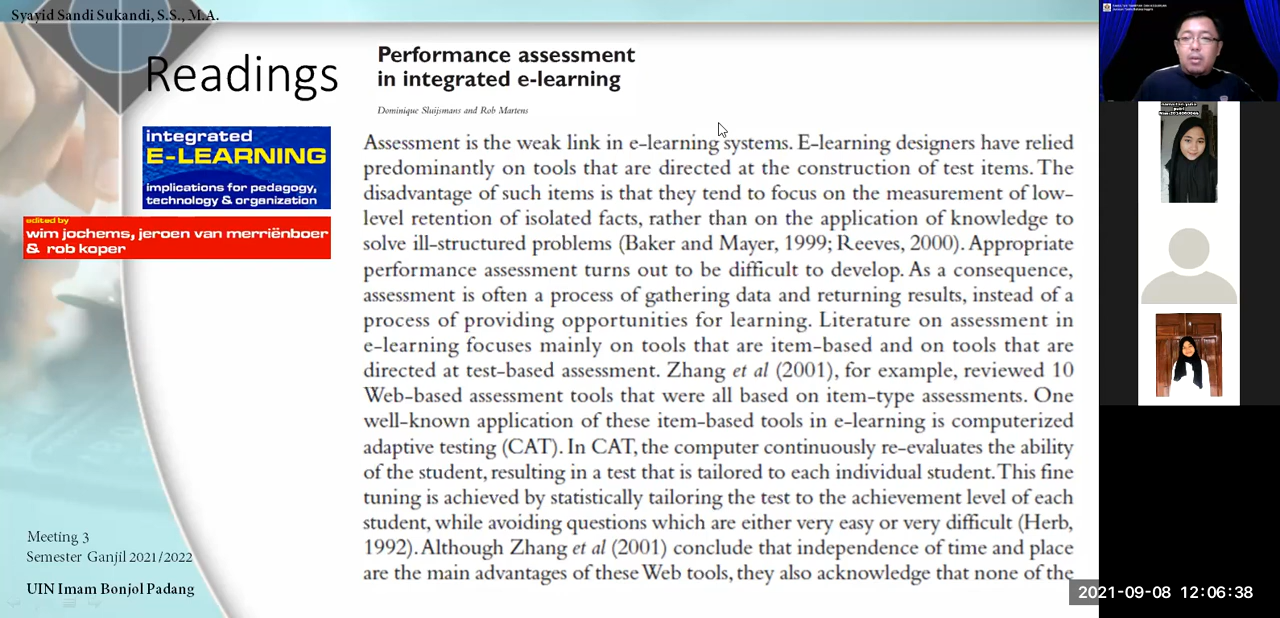 Syayid Sandi Sukandi, S.S., M.A.
Readings
integrated
E-LEARNING
implications for pedagogy,
technology & organization
edited by
wim jochems, jeroen van merriënboer
& rob koper
Meeting 3
Semester Ganjil 2021/2022
UIN Imam Bonjol Padang
Performance assessment
in integrated e-learning
Dominique Sluijsmans and Rob Martens
Assessment is the weak link in e-learning systems. E-learning designers have relied
predominantly on tools that are directed at the construction of test items. The
disadvantage of such items is that they tend to focus on the measurement of low-
level retention of isolated facts, rather than on the application of knowledge to
solve ill-structured problems (Baker and Mayer, 1999; Reeves, 2000). Appropriate
performance assessment turns out to be difficult to develop. As a consequence,
assessment is often a process of gathering data and returning results, instead of a
process of providing opportunities for learning. Literature on assessment in
e-learning focuses mainly on tools that are item-based and on tools that are
directed at test-based assessment. Zhang et al (2001), for example, reviewed 10
Web-based assessment tools that were all based on item-type assessments. One
well-known application of these item-based tools in e-learning is computerized
adaptive testing (CAT). In CAT, the computer continuously re-evaluates the ability
of the student, resulting in a test that is tailored to each individual student. This fine
tuning is achieved by statistically tailoring the test to the achievement level of each
student, while avoiding questions which are either very easy or very difficult (Herb,
1992). Although Zhang et al (2001) conclude that independence of time and place
are the main advantages of these Web tools, they also acknowledge that none of the
2021-09-08 12:06:38